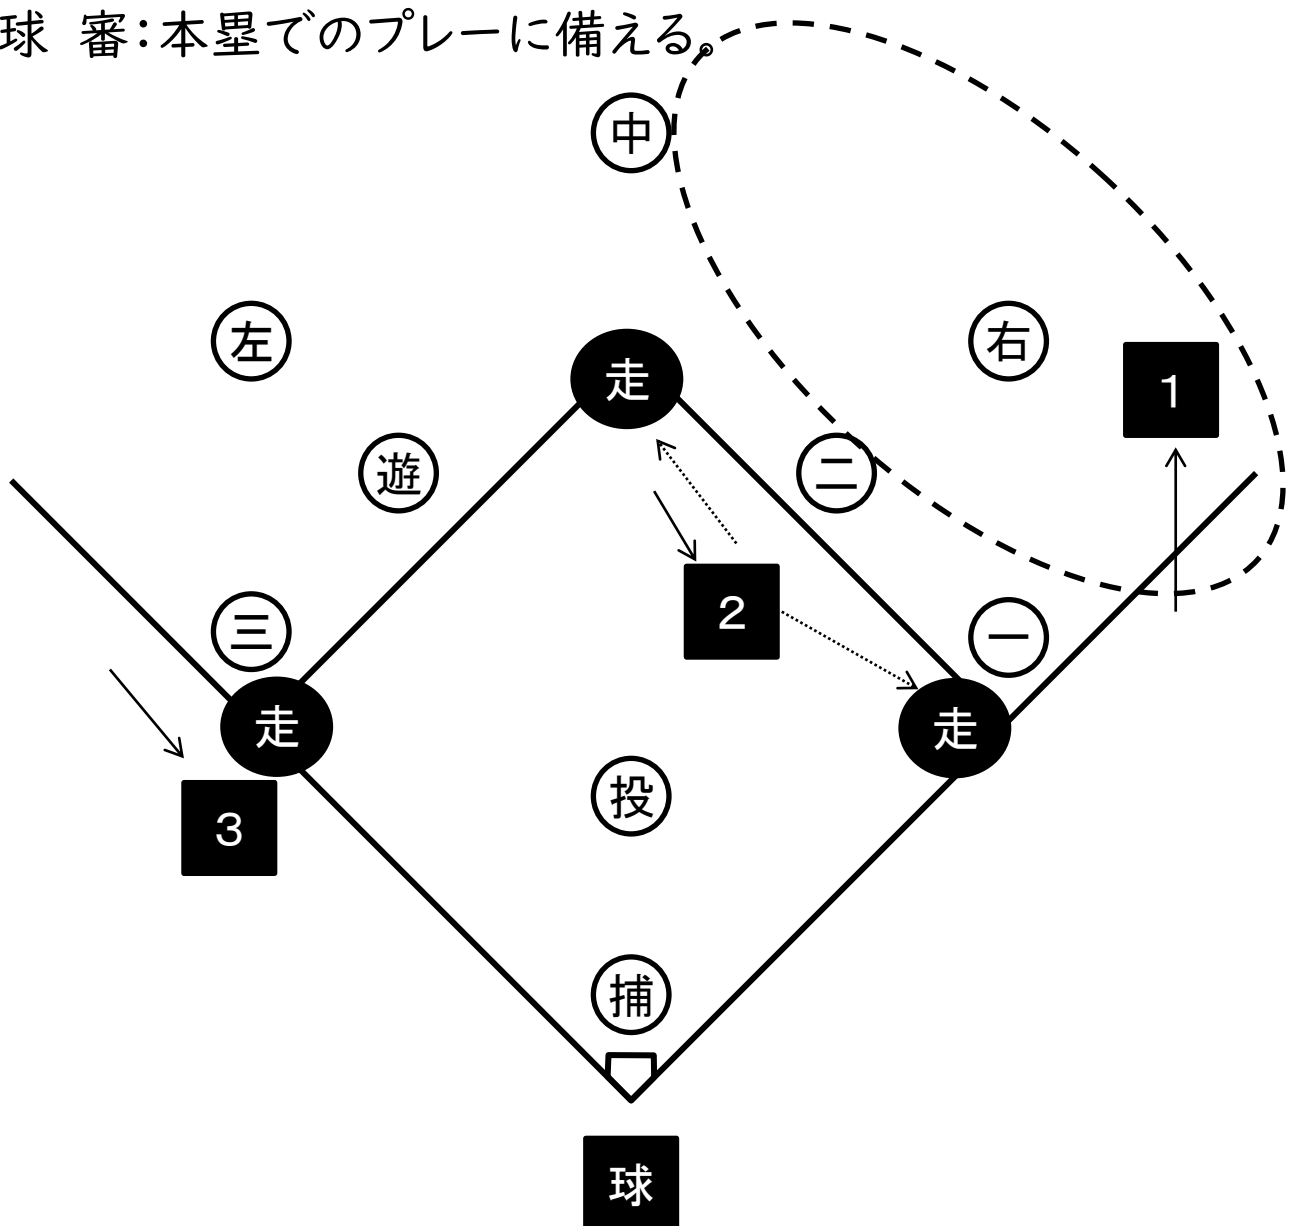 球 審：本塁でのプレーに備える。
中
左
走
右
1
遊
二
2
三
一
走
走
投
3
捕
球